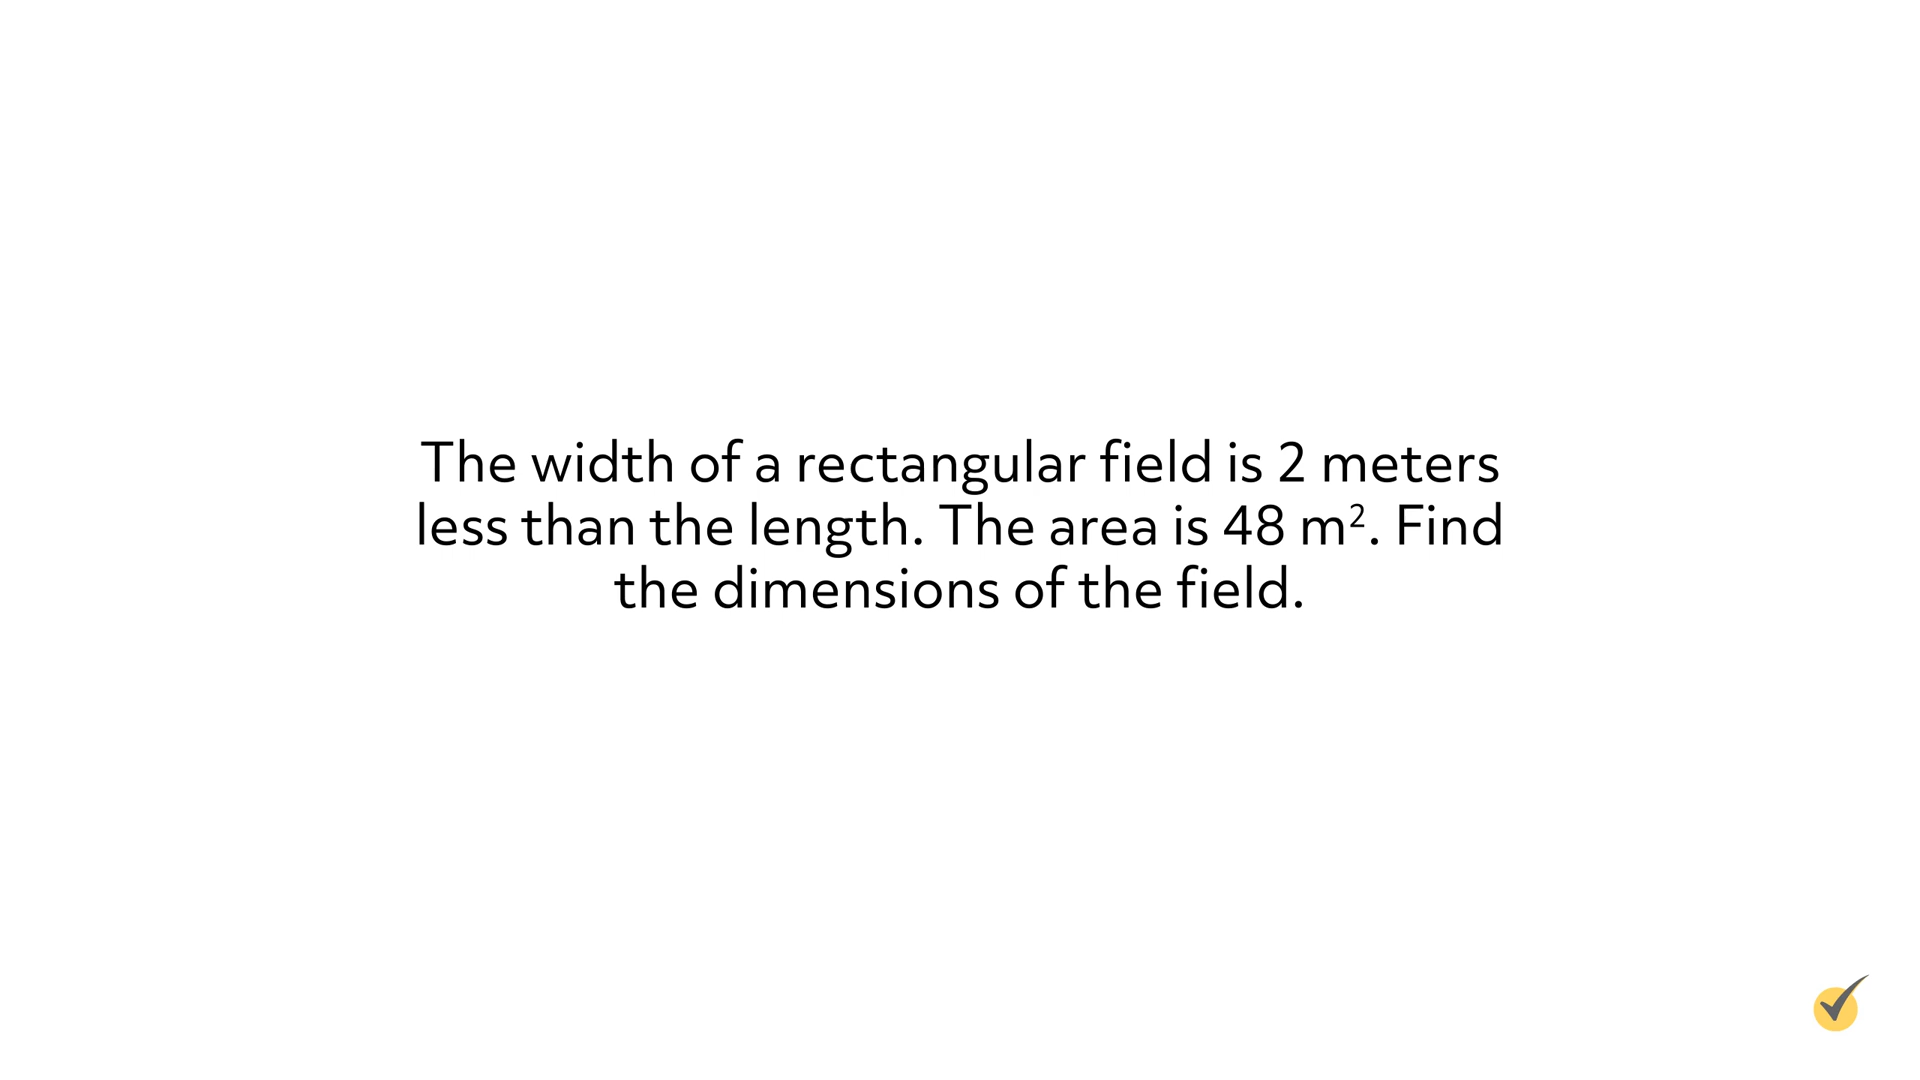 The width of a rectangular field is 2 meters
less than the length. The area is 48 m². Find
the dimensions of the field.